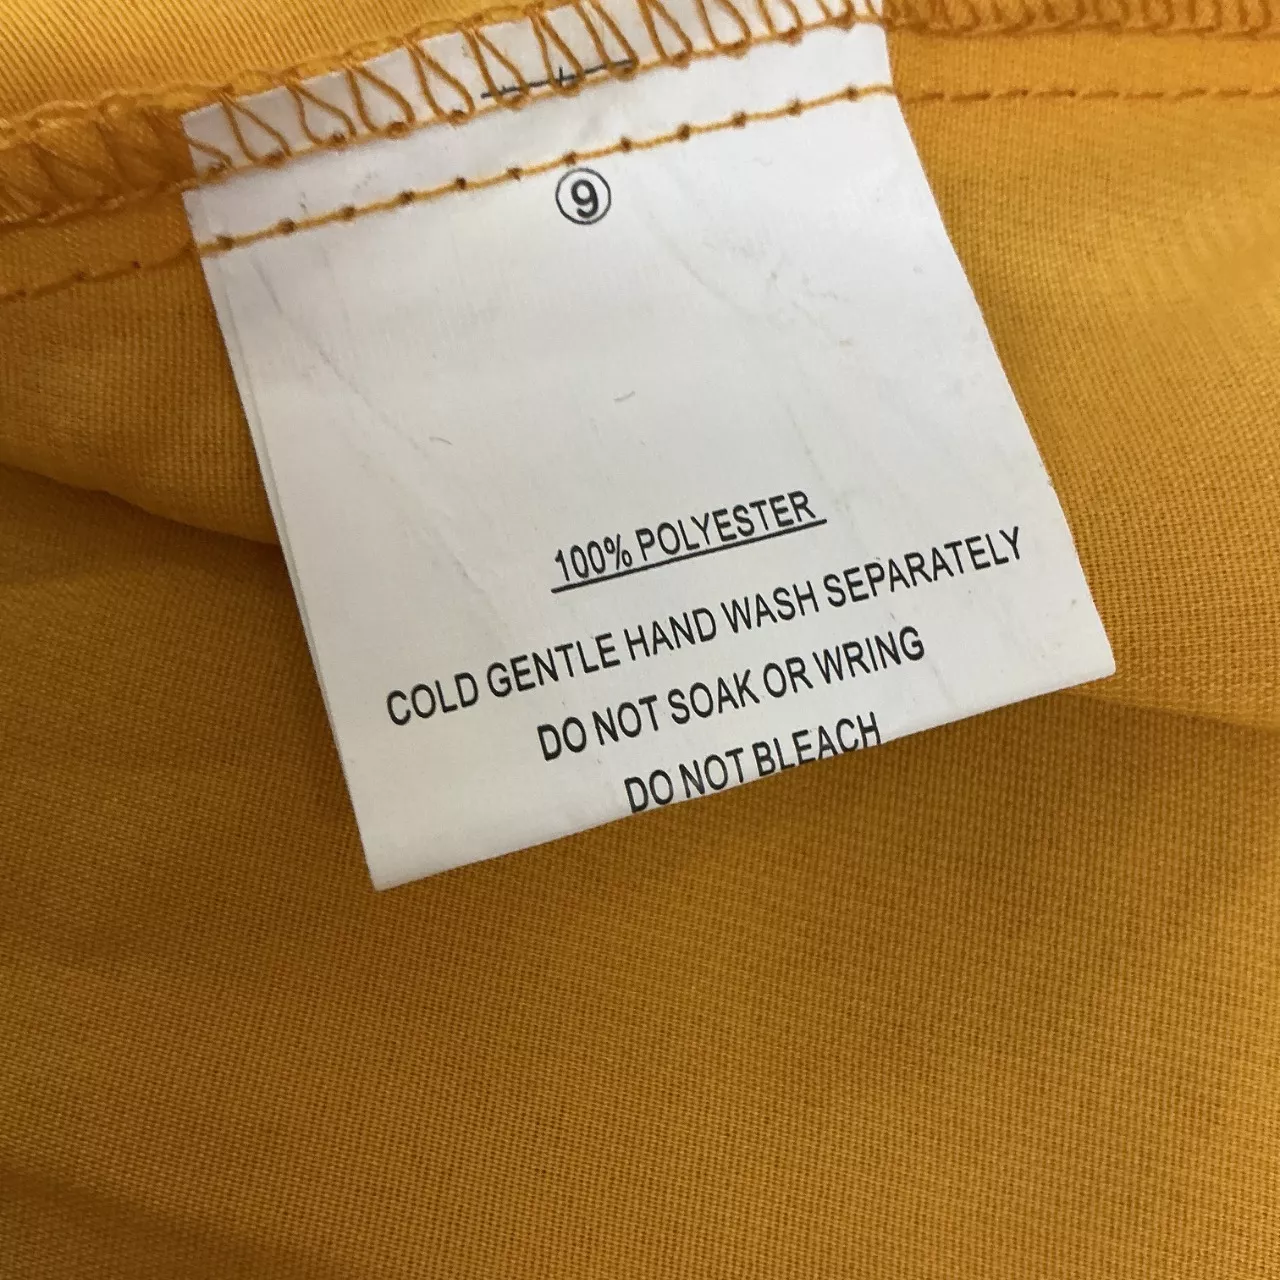 ⑨
100% POLYESTER
COLD GENTLE HAND WASH SEPARATELY
DO NOT SOAK OR WRING
DO NOT BLEACH